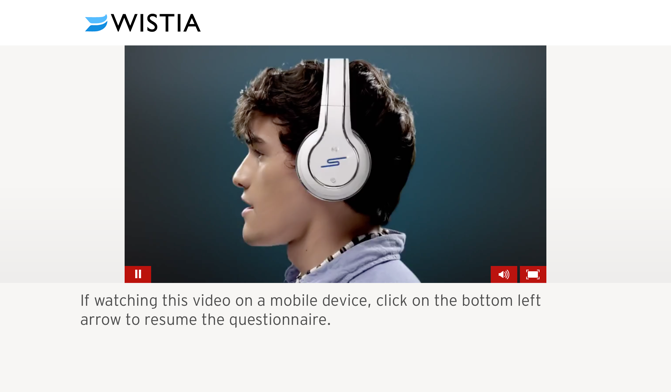 WISTIA
If watching this video on a mobile device, click on the bottom left
arrow to resume the questionnaire.